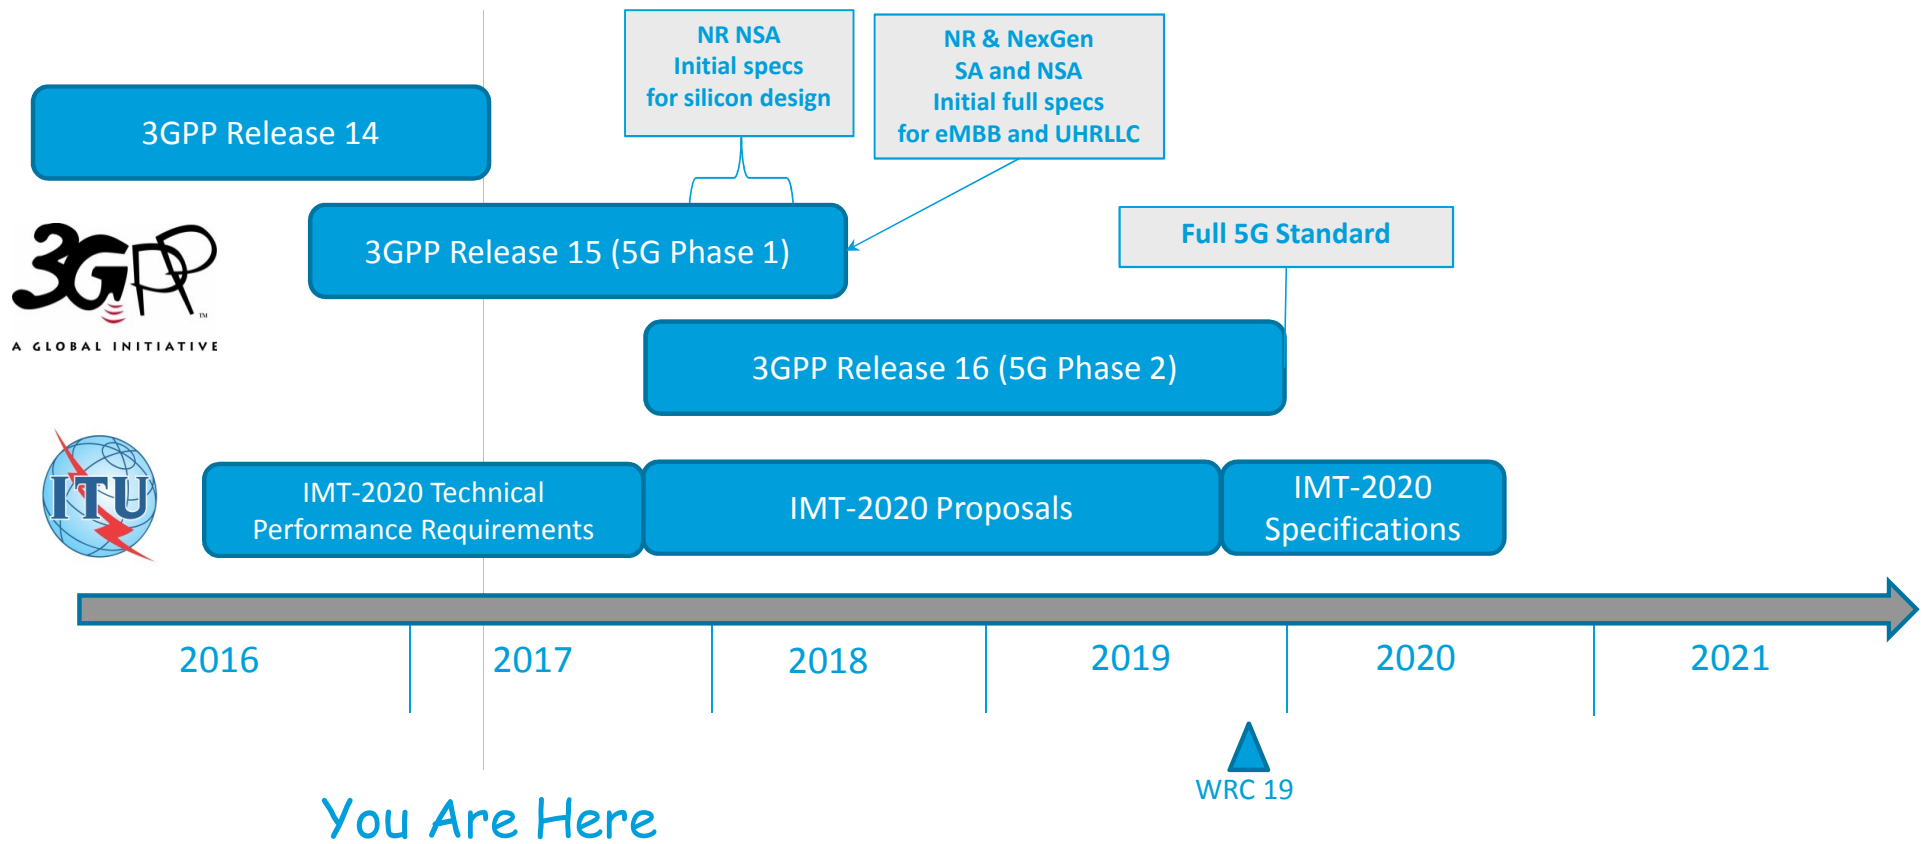 NR NSA
Initial specs
for silicon design
NR & NexGen
SA and NSA
Initial full specs
for eMBB and UHRLLC
3GPP Release 14
3GPP Release 15 (5G Phase 1)
Full 5G Standard
3GPP
TM
A GLOBAL INITIATIVE
3GPP Release 16 (5G Phase 2)
ITU
IMT-2020 Technical
Performance Requirements
IMT-2020 Proposals
IMT-2020
Specifications
2016
2017
2018
2019
2020
2021
WRC 19
You Are Here